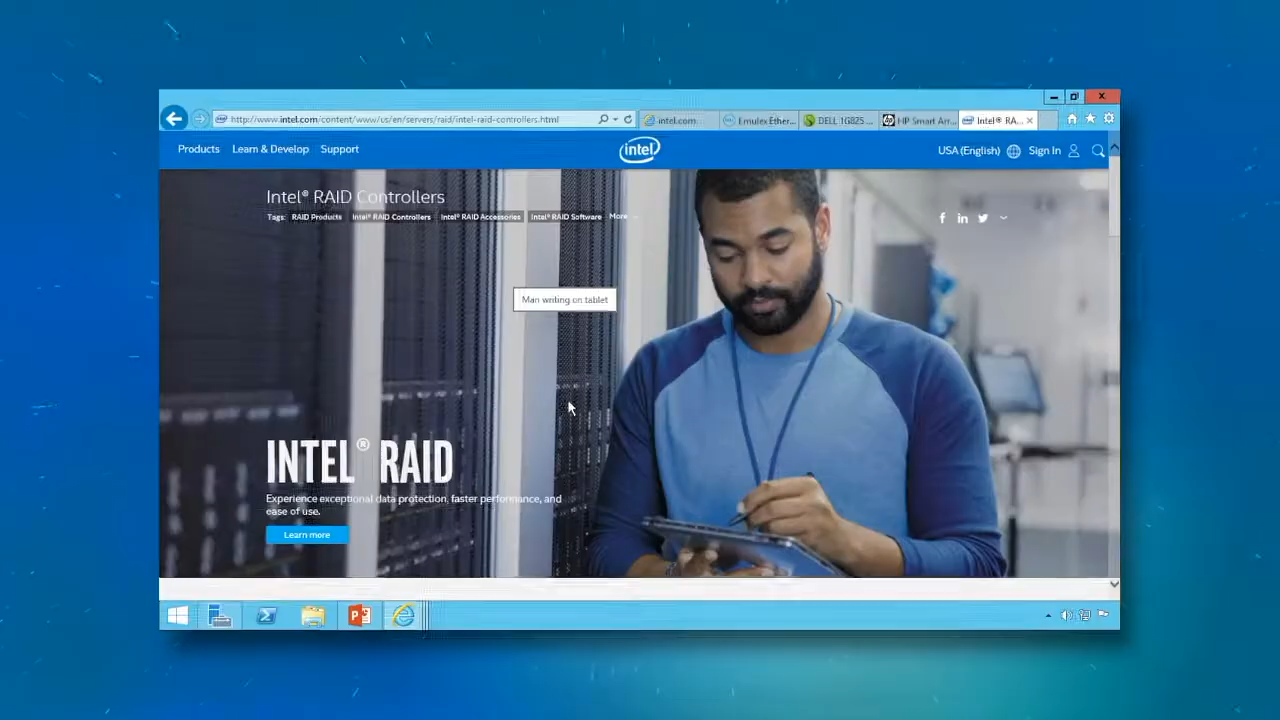 http://www.intel.com/content/www/us/en/servers/raid/intel-raid-controllers.html
intel.com
Emulex Ether...
DELL 1G825...
HP Smart Arr...
Intel® RA...
Products Learn & Develop Support
intel
USA (English) Sign In
Intel® RAID Controllers
Tags: RAID Products Intel® RAID Controllers Intel® RAID Accessories Intel® RAID Software More
Man writing on tablet
INTEL® RAID
Experience exceptional data protection, faster performance, and
ease of use.
Learn more